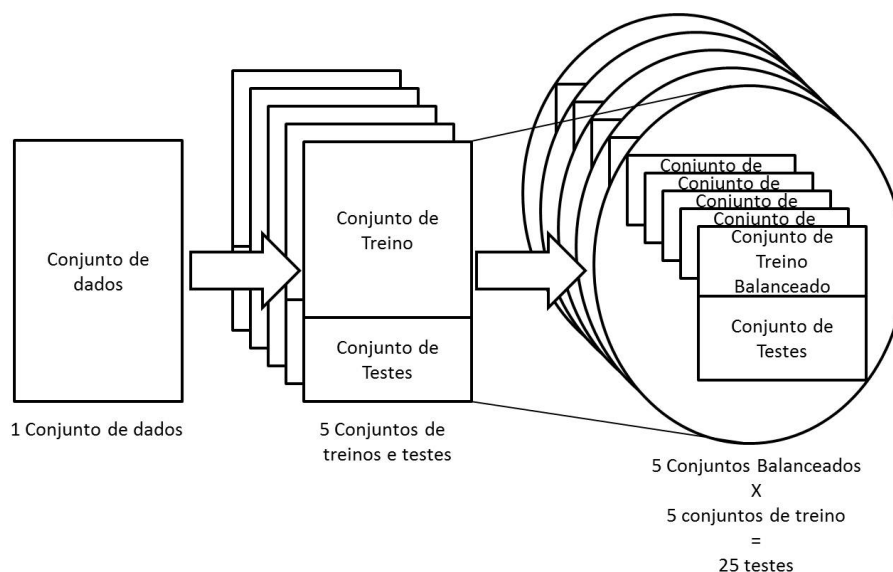 Conjunto de
dados
1 Conjunto de dados
Conjunto de
Treino
Conjunto de
Testes
5 Conjuntos de
treinos e testes
Conjunto de
Conjunto de
Conjunto de
Conjunto de
Conjunto de
Treino
Balanceado
Conjunto de
Testes
5 Conjuntos Balanceados
X
5 conjuntos de treino
=
25 testes